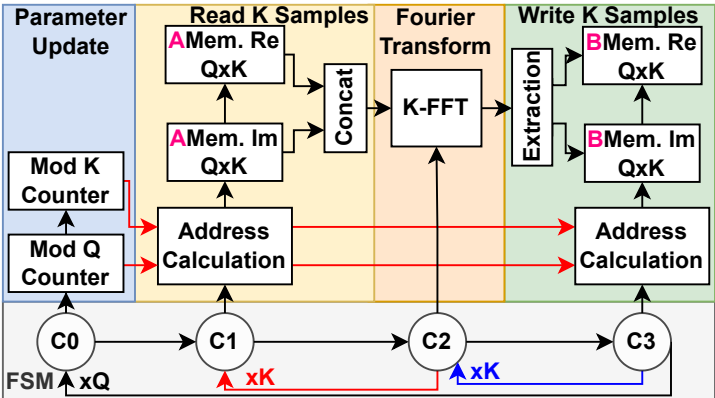 Parameter
Update
Read K Samples
Fourier
Transform
Write K Samples
AMem. Re
QxK
AMem. Im
QxK
Concat
K-FFT
Extraction
BMem. Re
QxK
BMem. Im
QxK
Mod K
Counter
Mod Q
Counter
Address
Calculation
Address
Calculation
C0
C1
C2
C3
FSM
xQ
xK
xK